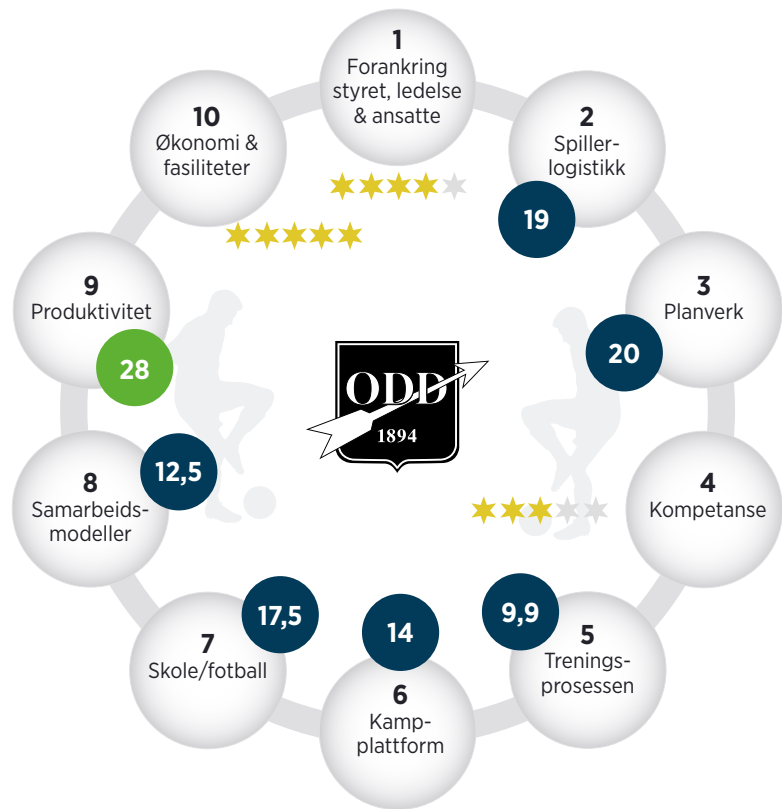 1
Forankring
styret, ledelse
& ansatte
2
Spiller-
logistikk
19
3
Planverk
20
4
Kompetanse
5
Trenings-
prosessen
9,9
6
Kamp-
plattform
14
7
Skole/fotball
17,5
8
Samarbeids-
modeller
12,5
9
Produktivitet
28
10
Økonomi &
fasiliteter
ODD
1894